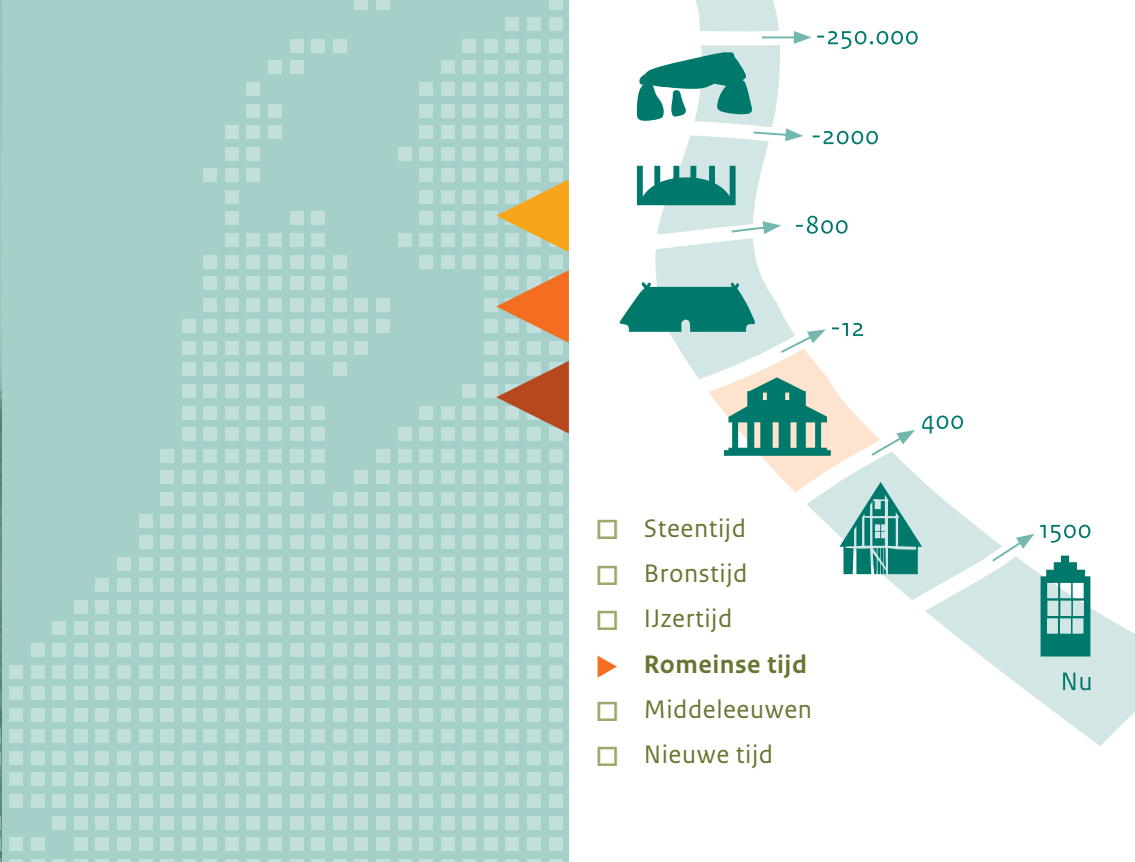 -250.000
-2000
-800
-12
400
1500
Nu
Steentijd
Bronstijd
IJzertijd
Romeinse tijd
Middeleeuwen
Nieuwe tijd